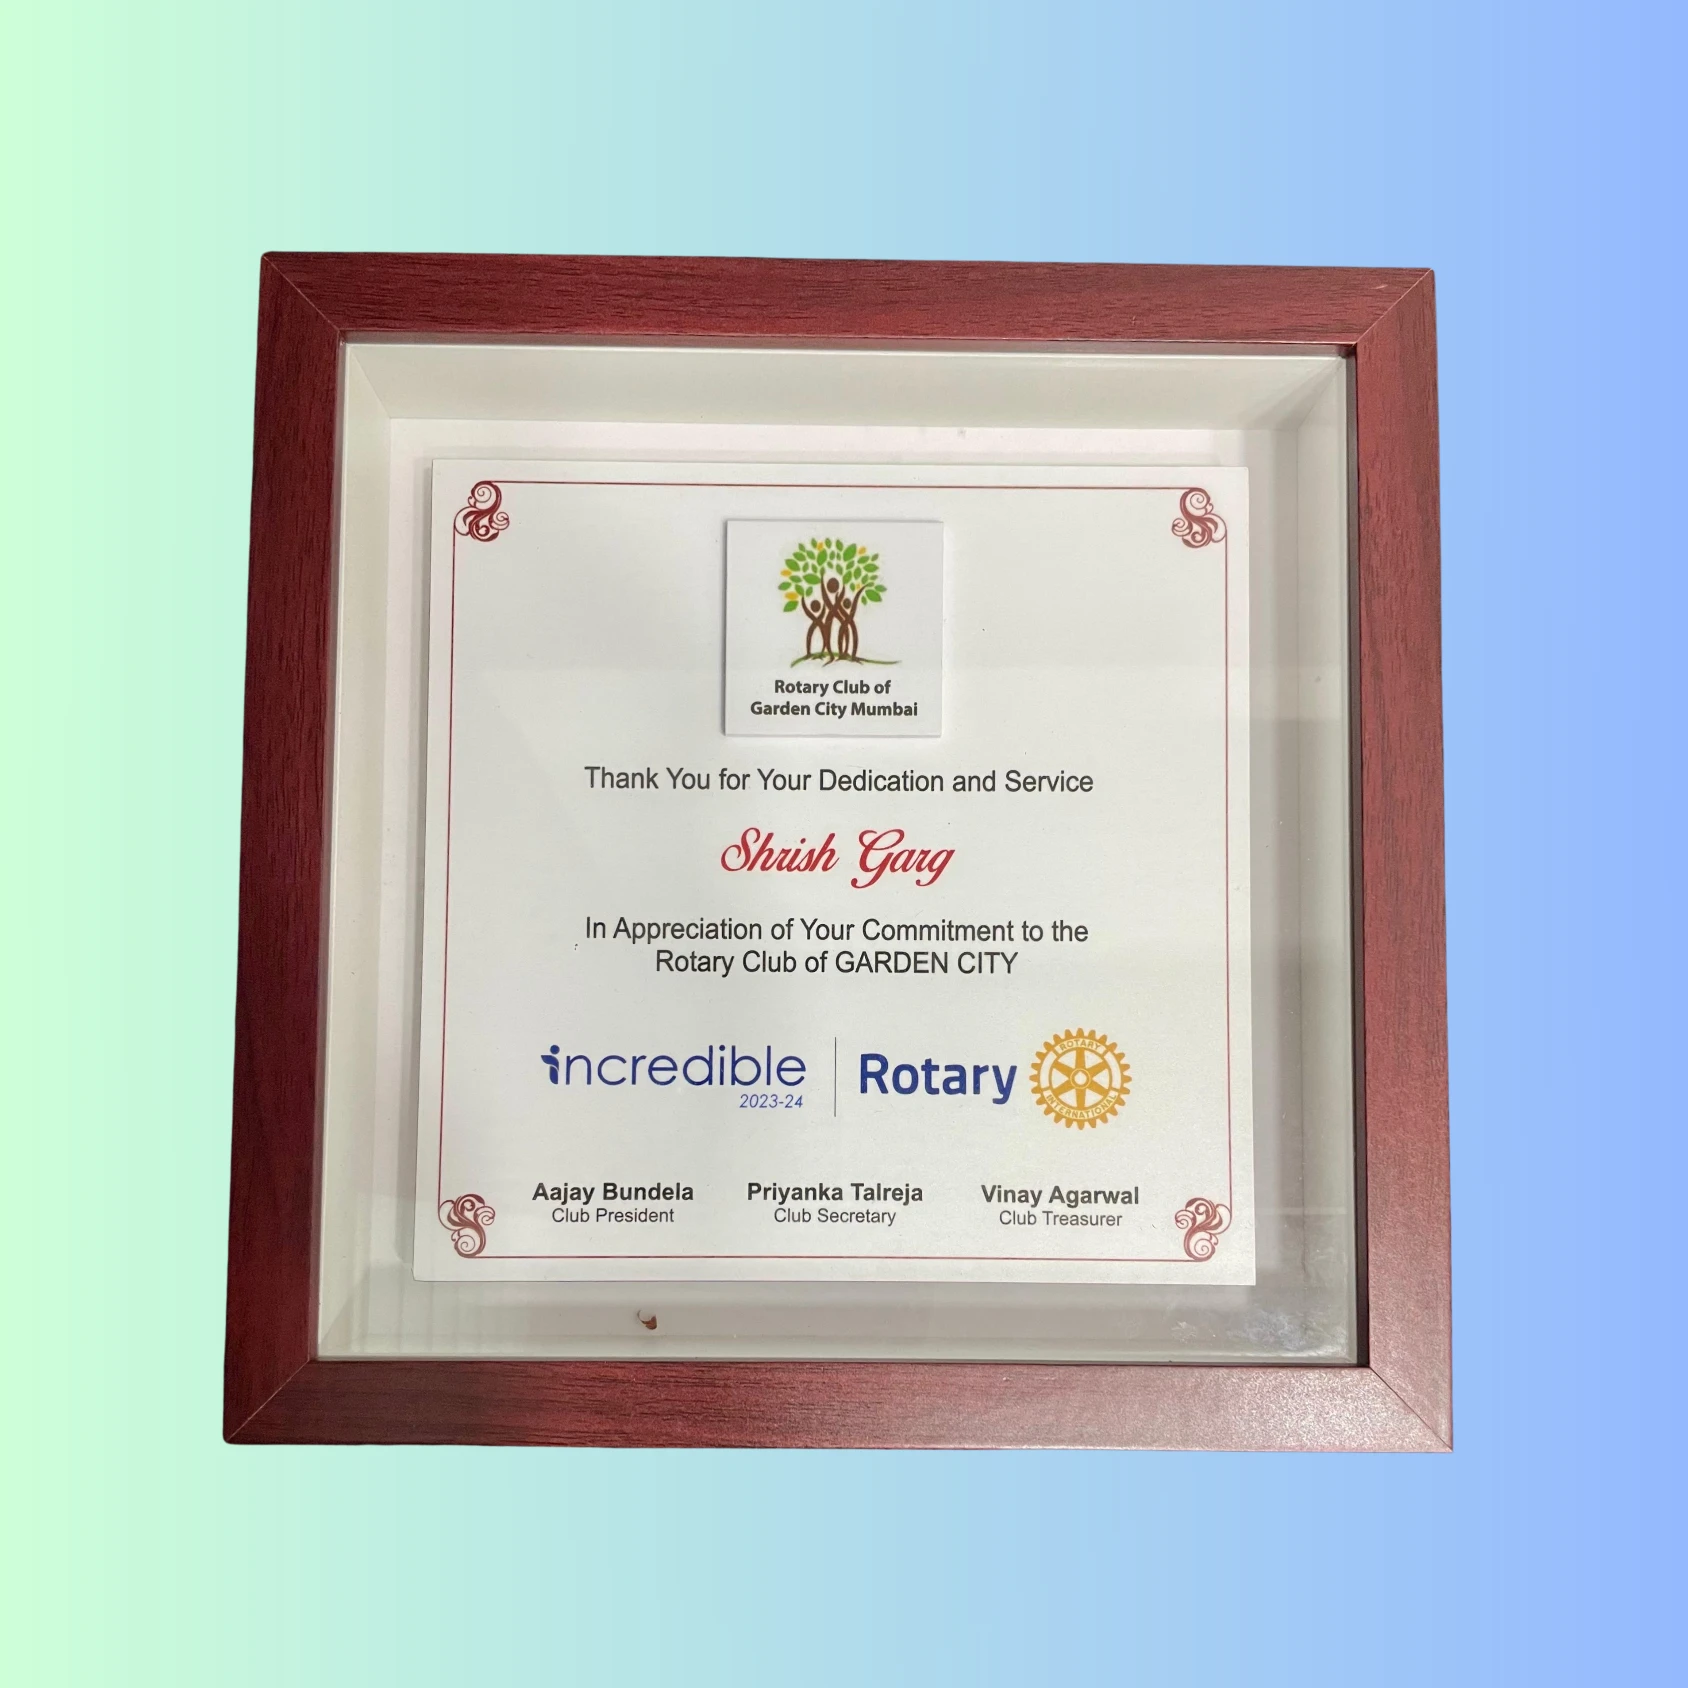 Rotary Club of
Garden City Mumbai
Thank You for Your Dedication and Service
Shrish Garg
In Appreciation of Your Commitment to the
Rotary Club of GARDEN CITY
incredible
2023-24
Rotary
ROTARY
INTERNATIONAL
Aajay Bundela
Club President
Priyanka Talreja
Club Secretary
Vinay Agarwal
Club Treasurer